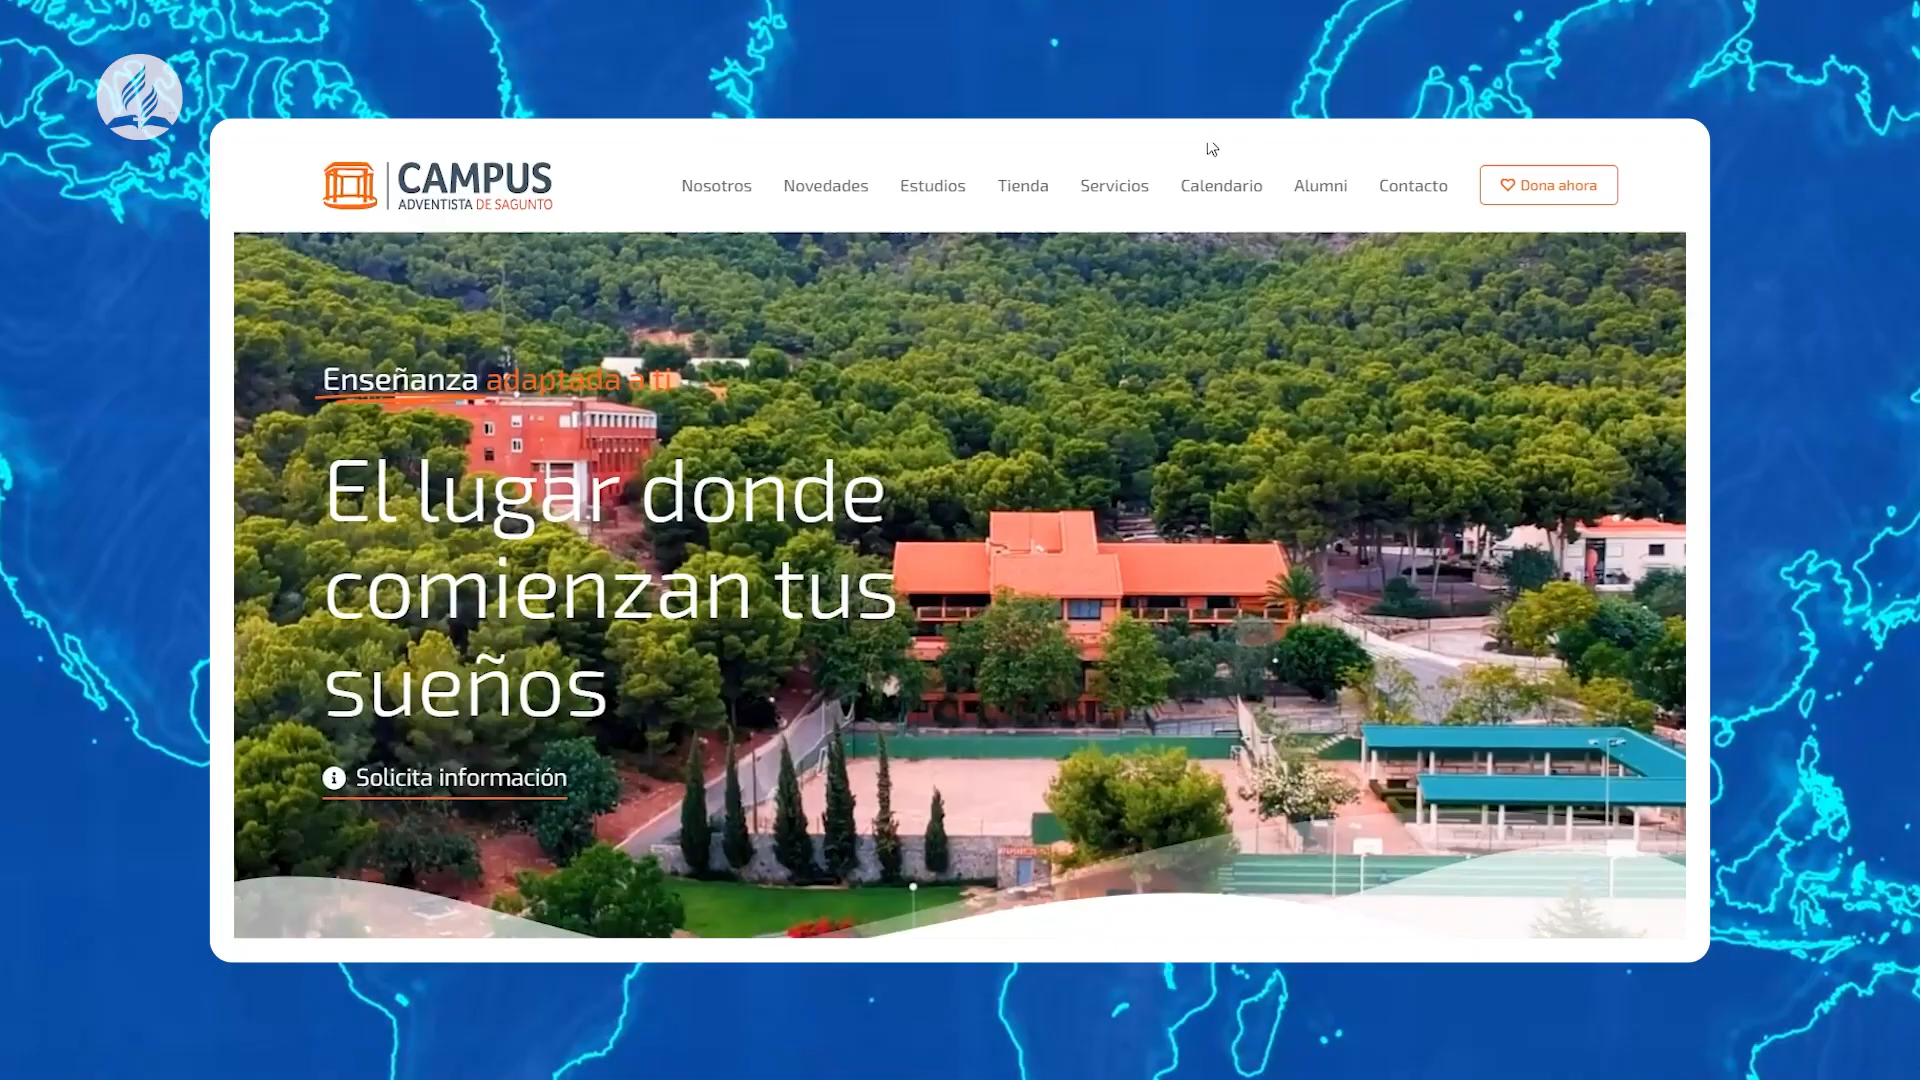 CAMPUS
ADVENTISTA DE SAGUNTO
Nosotros Novedades Estudios Tienda Servicios Calendario Alumni Contacto Dona ahora
Enseñanza adaptada a ti
El lugar donde
comienzan tus
sueños
Solicita información